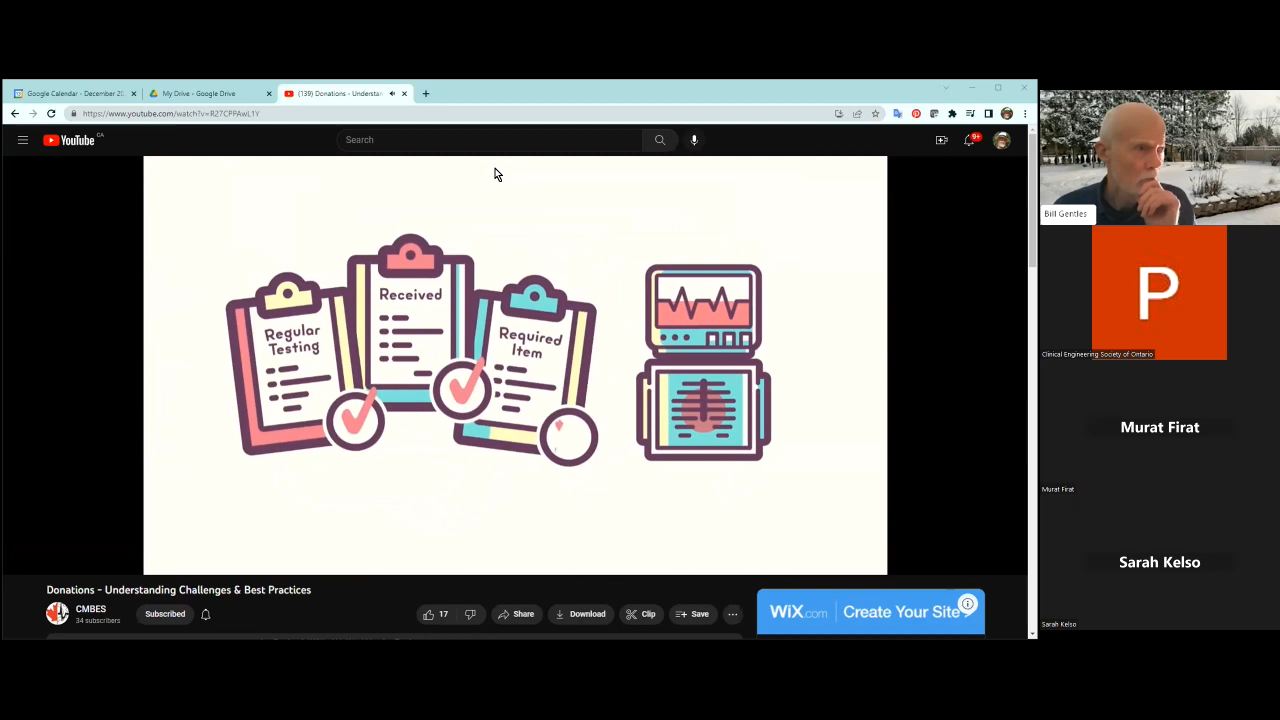 Google Calendar - December 20
My Drive - Google Drive
(139) Donations - Understan
https://www.youtube.com/watch?v=R27CPPAwL1Y
YouTube CA
Search
9+
Regular
Testing
Received
Required
Item
Donations - Understanding Challenges & Best Practices
CMBES
34 subscribers
Subscribed
17
Share
Download
Clip
Save
WiX.com
Create Your Site
Bill Gentles
P
Clinical Engineering Society of Ontario
Murat Firat
Murat Firat
Sarah Kelso
Sarah Kelso